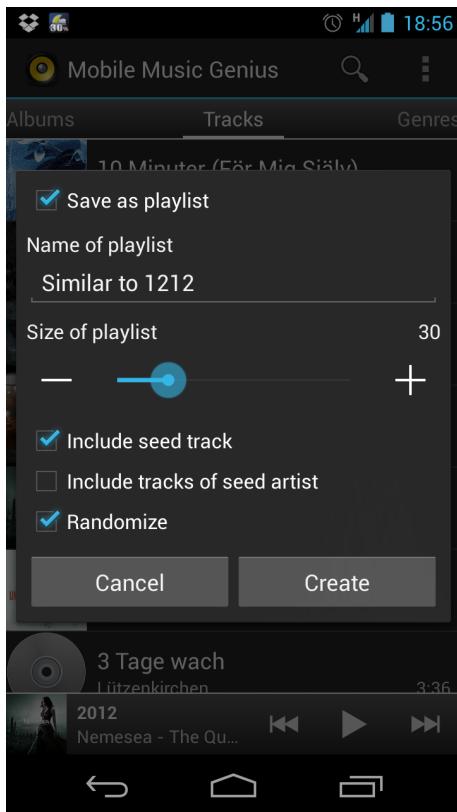 30%
H
18:56
Mobile Music Genius
Albums
Tracks
Genres
10 Minuter (För Mig Själv)
Save as playlist
Name of playlist
Similar to 1212
Size of playlist
30
Include seed track
Include tracks of seed artist
Randomize
Cancel
Create
3 Tage wach
Lützenkirchen
3:36
2012
Nemesea - The Qu...